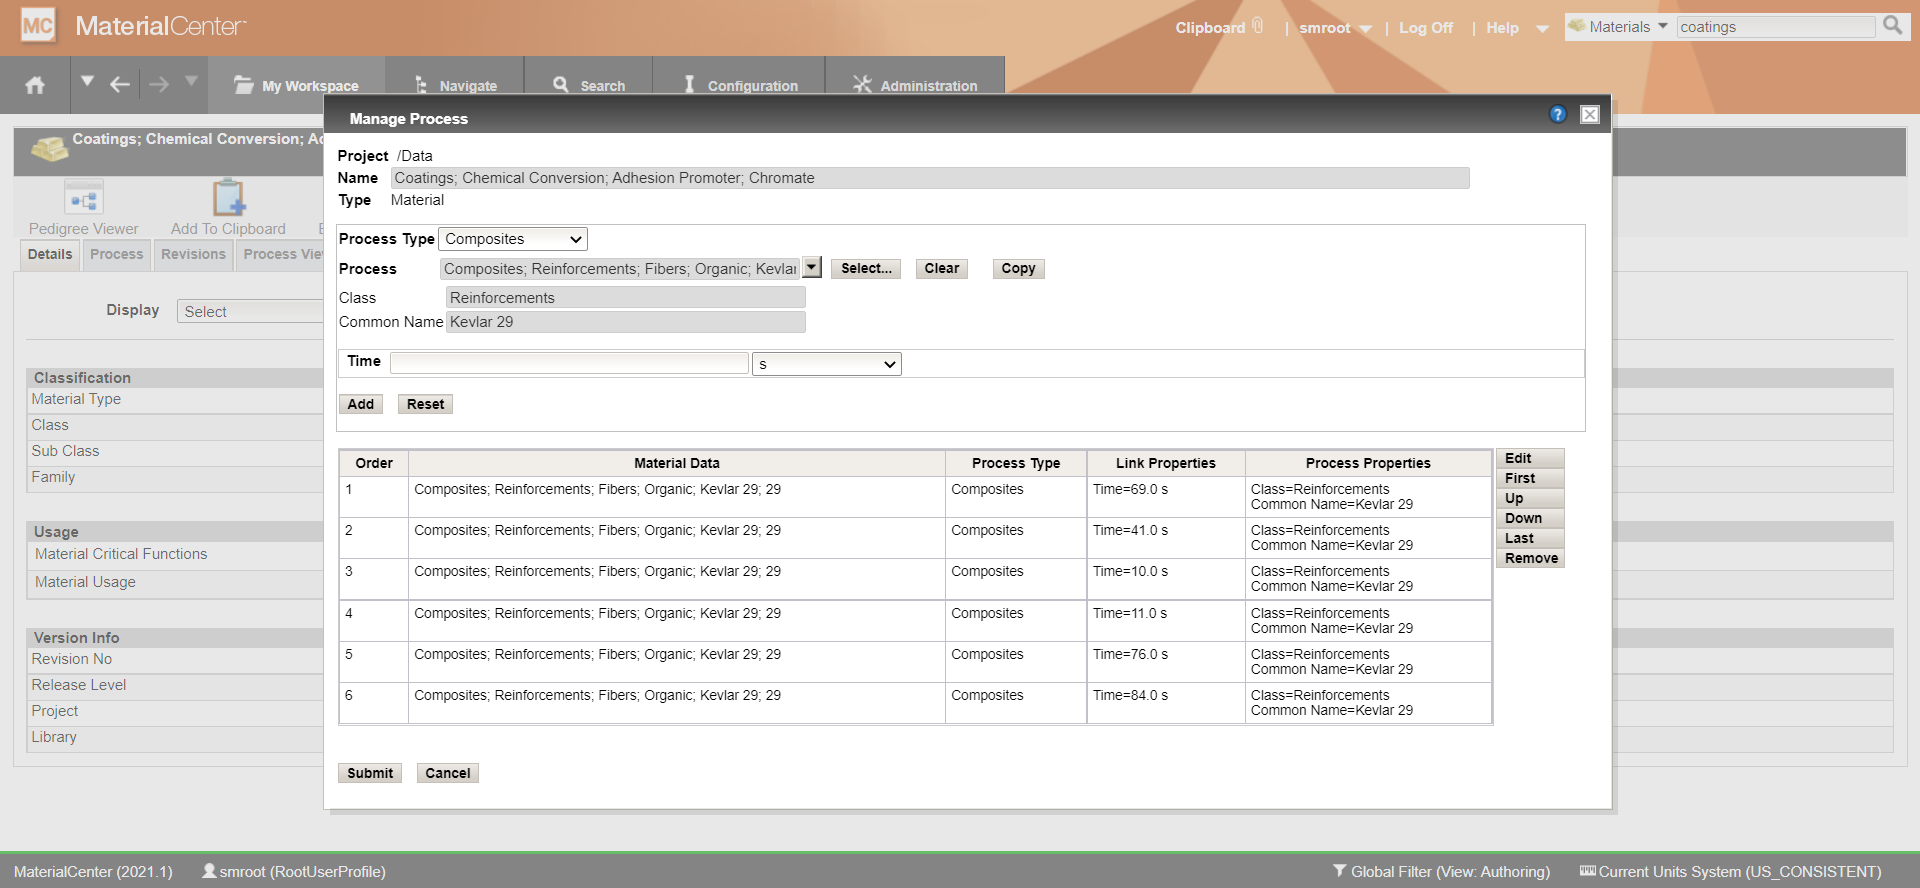 MC MaterialCenter
Clipboard | smroot | Log Off | Help Materials coatings
My Workspace Navigate Search Configuration Administration
Manage Process ?
Coatings; Chemical Conversion; Ad
Pedigree Viewer Add To Clipboard
Details Process Revisions Process Vie
Display Select
Classification
Material Type
Class
Sub Class
Family
Usage
Material Critical Functions
Material Usage
Version Info
Revision No
Release Level
Project
Library
Project /Data
Name Coatings; Chemical Conversion; Adhesion Promoter; Chromate
Type Material
Process Type Composites
Process Composites; Reinforcements; Fibers; Organic; Kevlar Select... Clear Copy
Class Reinforcements
Common Name Kevlar 29
Time s
Add Reset
Order Material Data Process Type Link Properties Process Properties
1 Composites; Reinforcements; Fibers; Organic; Kevlar 29; 29 Composites Time=69.0 s Class=Reinforcements
Common Name=Kevlar 29
2 Composites; Reinforcements; Fibers; Organic; Kevlar 29; 29 Composites Time=41.0 s Class=Reinforcements
Common Name=Kevlar 29
3 Composites; Reinforcements; Fibers; Organic; Kevlar 29; 29 Composites Time=10.0 s Class=Reinforcements
Common Name=Kevlar 29
4 Composites; Reinforcements; Fibers; Organic; Kevlar 29; 29 Composites Time=11.0 s Class=Reinforcements
Common Name=Kevlar 29
5 Composites; Reinforcements; Fibers; Organic; Kevlar 29; 29 Composites Time=76.0 s Class=Reinforcements
Common Name=Kevlar 29
6 Composites; Reinforcements; Fibers; Organic; Kevlar 29; 29 Composites Time=84.0 s Class=Reinforcements
Common Name=Kevlar 29
Edit
First
Up
Down
Last
Remove
Submit Cancel
MaterialCenter (2021.1) smroot (RootUserProfile) Global Filter (View: Authoring) Current Units System (US_CONSISTENT)